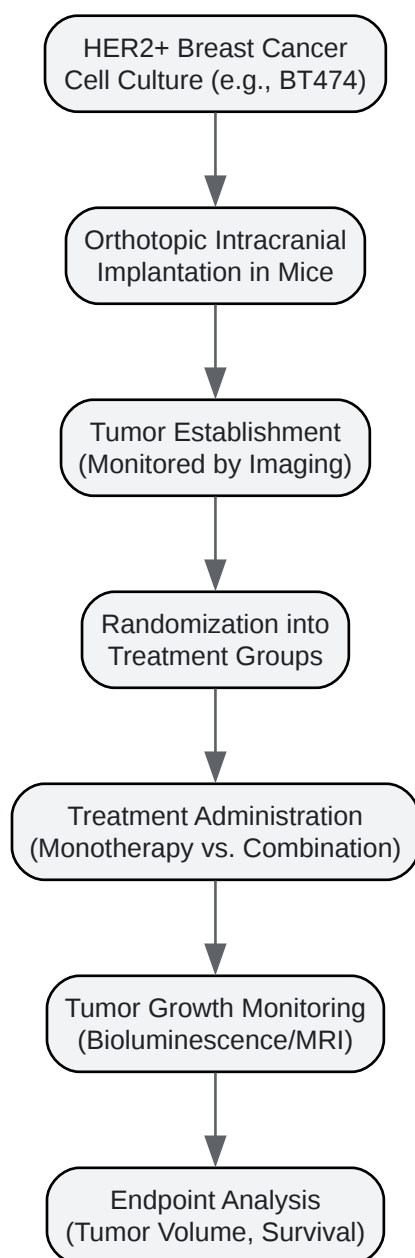 HER2+ Breast Cancer
Cell Culture (e.g., BT474)
Orthotopic Intracranial
Implantation in Mice
Tumor Establishment
(Monitored by Imaging)
Randomization into
Treatment Groups
Treatment Administration
(Monotherapy vs. Combination)
Tumor Growth Monitoring
(Bioluminescence/MRI)
Endpoint Analysis
(Tumor Volume, Survival)